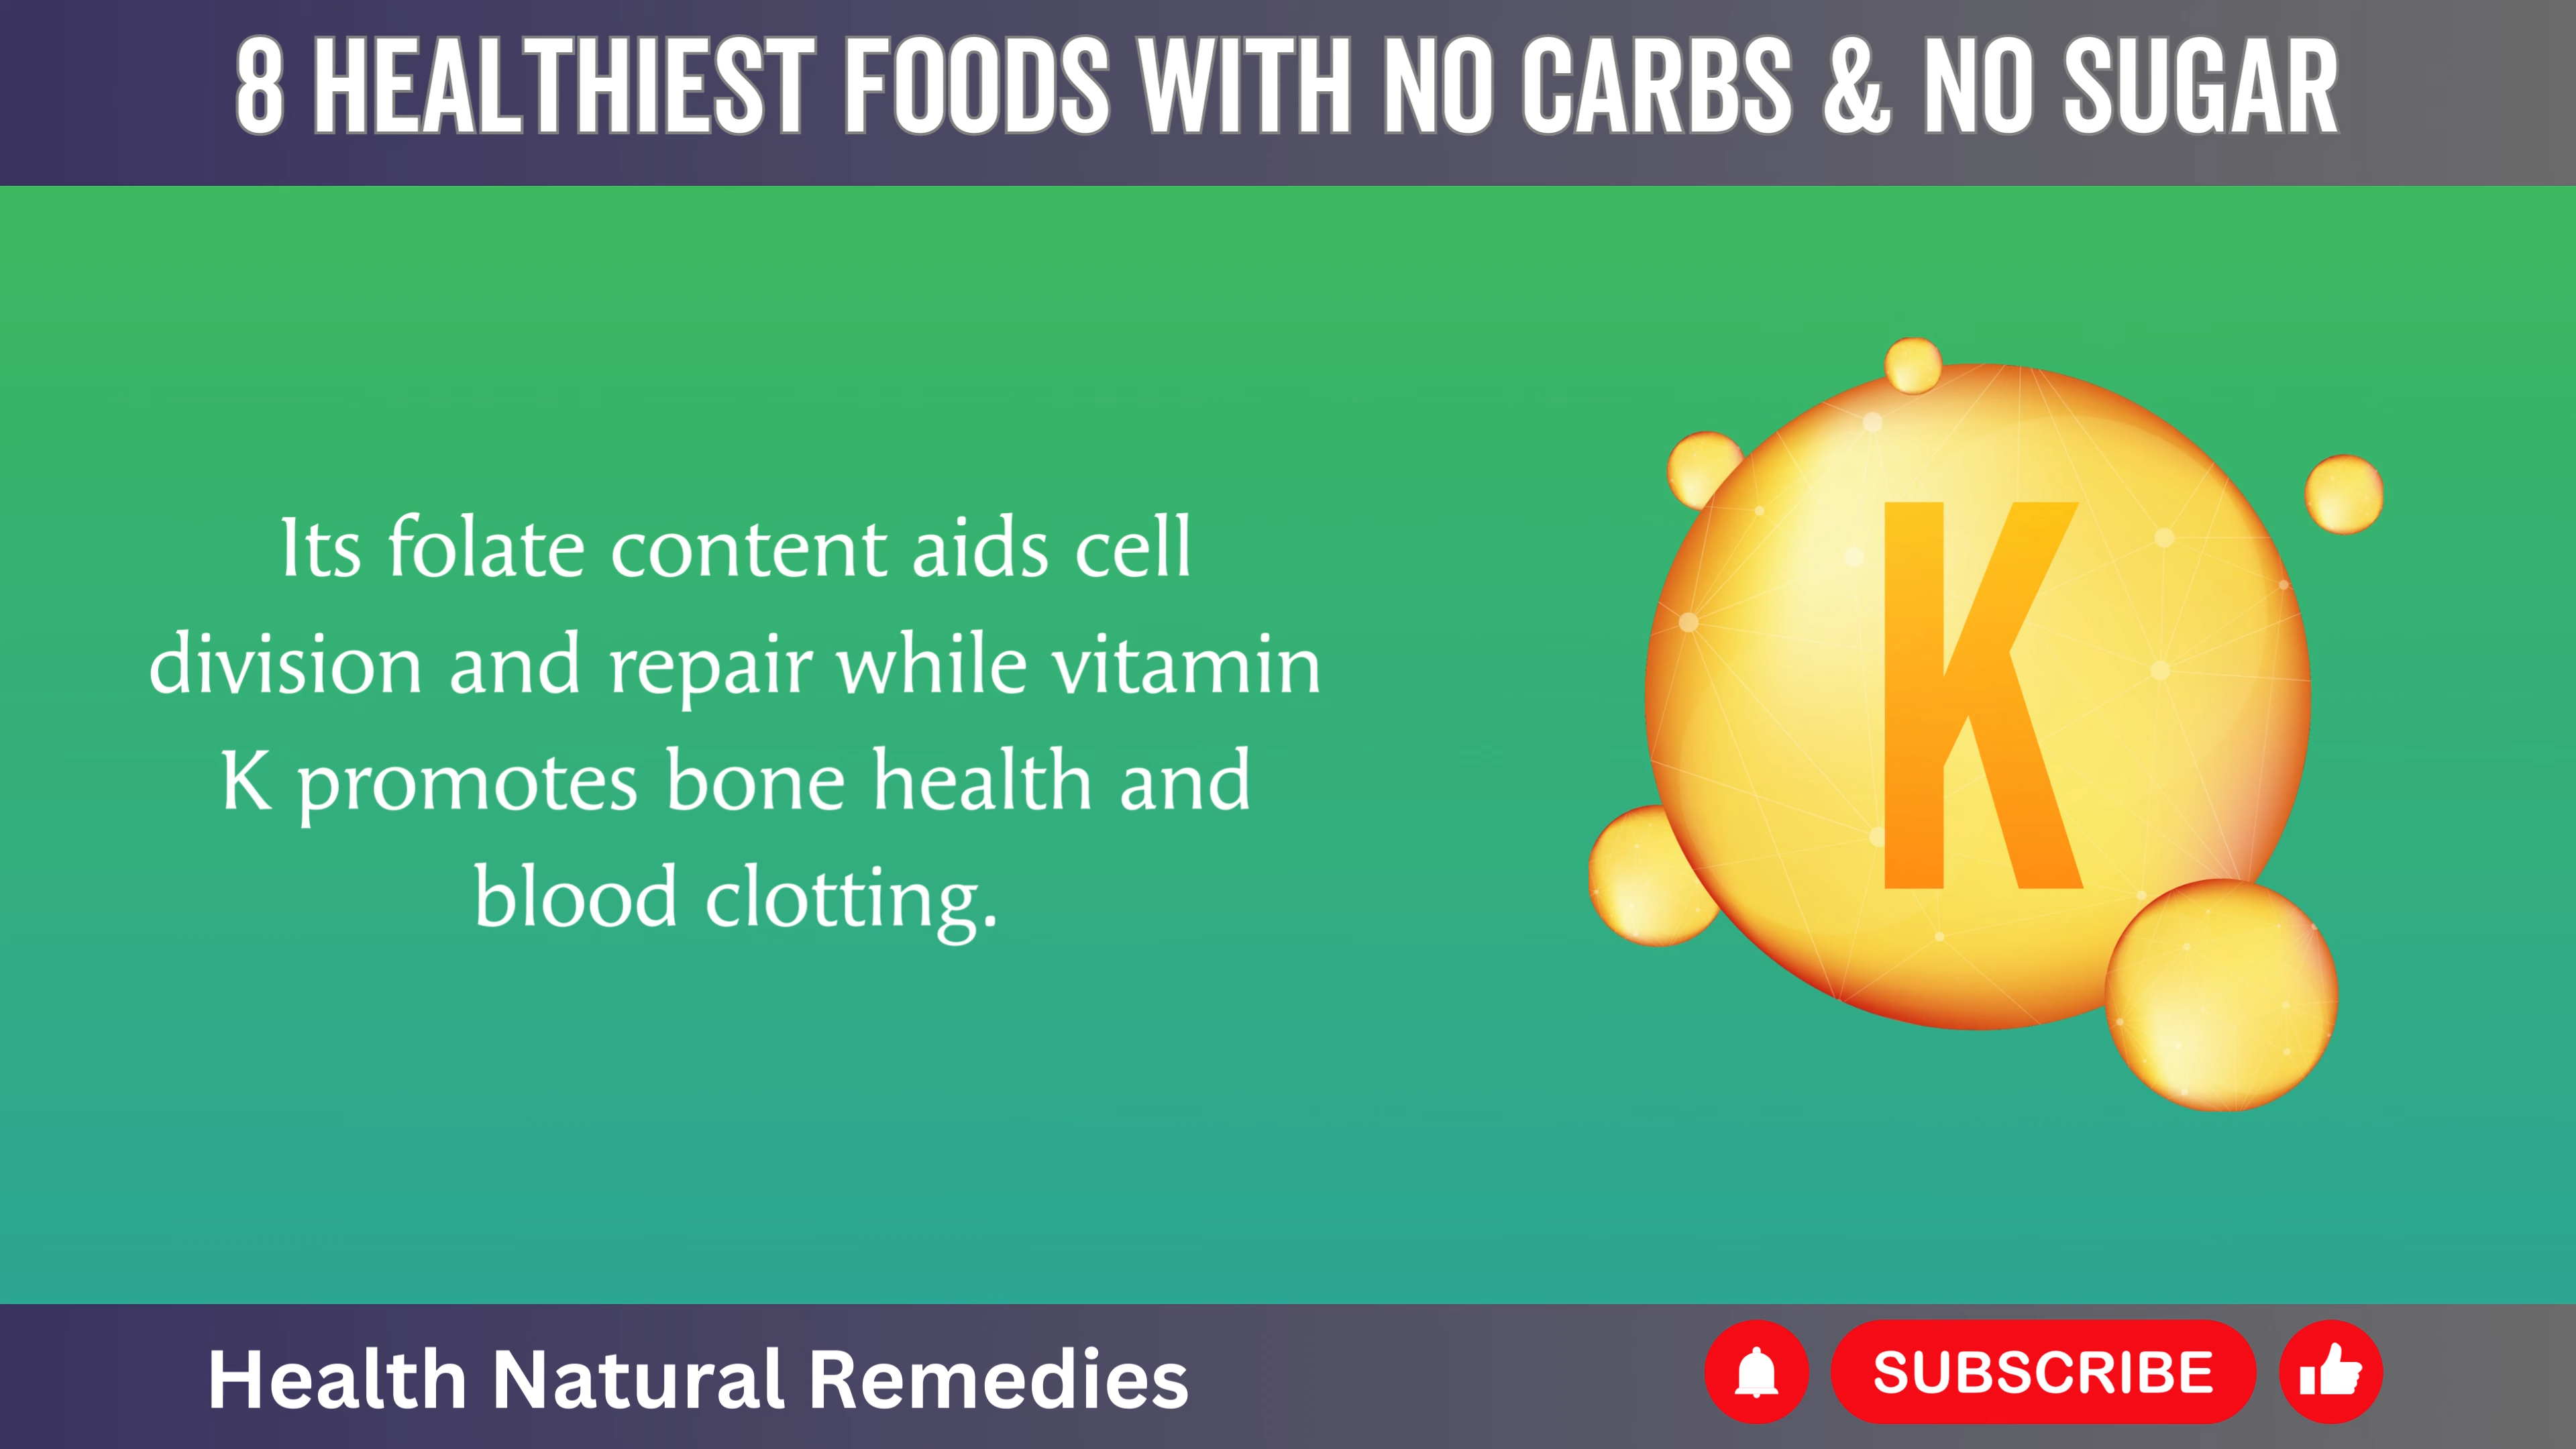 8 HEALTHIEST FOODS WITH NO CARBS & NO SUGAR
Its folate content aids cell
division and repair while vitamin
K promotes bone health and
blood clotting.
K
Health Natural Remedies
SUBSCRIBE